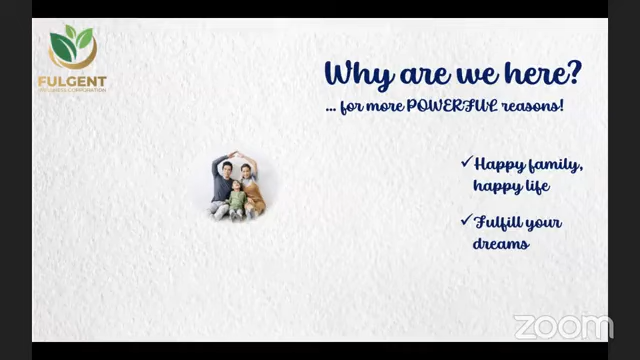 FULGENT
Why are we here?
... for more POWERFUL reasons!
✓Happy family,
happy life
✓Fulfill your
dreams
zoom